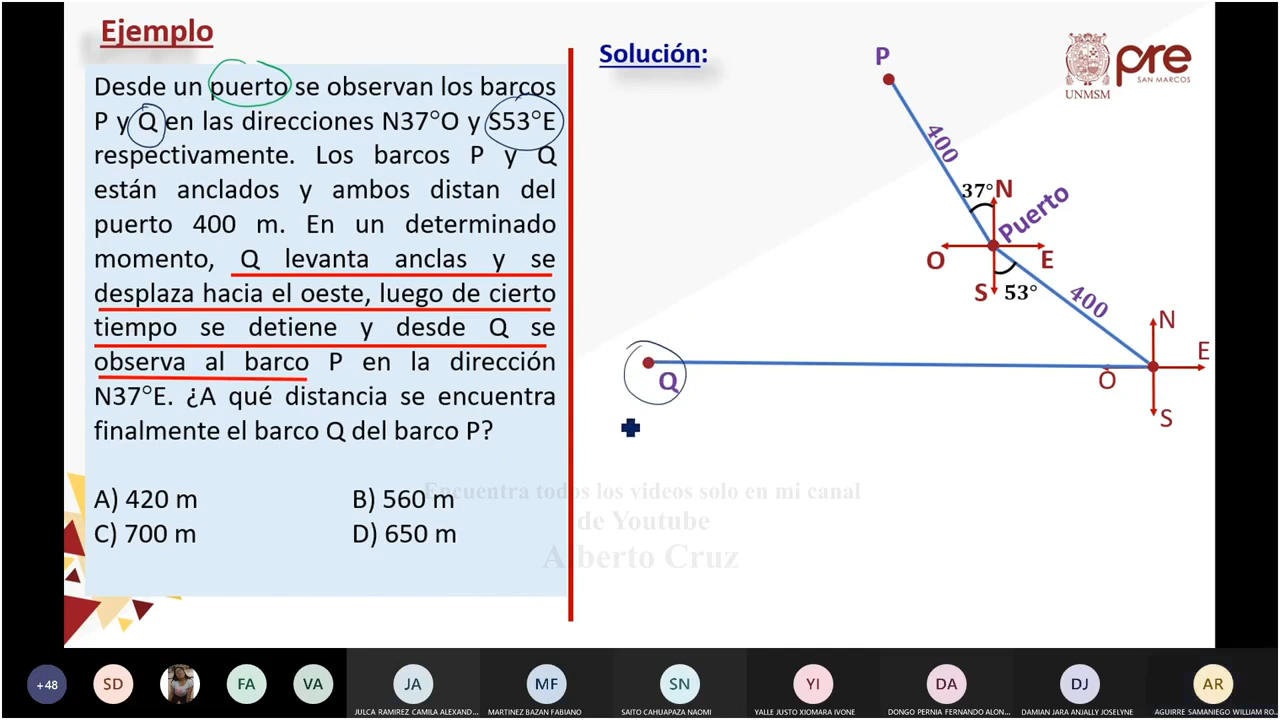 Ejemplo
Desde un puerto se observan los barcos
P y Q en las direcciones N37°O y S53°E
respectivamente. Los barcos P y Q
están anclados y ambos distan del
puerto 400 m. En un determinado
momento, Q levanta anclas y se
desplaza hacia el oeste, luego de cierto
tiempo se detiene y desde Q se
observa al barco P en la dirección
N37°E. ¿A qué distancia se encuentra
finalmente el barco Q del barco P?
A) 420 m B) 560 m
C) 700 m D) 650 m
Solución:
P
400
37° N
Puerto
O E
S 53°
400
N
E
O
S
Q
UNMSM
pre
SAN MARCOS
Encuentra todos los videos solo en mi canal
de Youtube
Alberto Cruz
+48 SD FA VA JA MF SN YI DA DJ AR
JULCA RAMIREZ CAMILA ALEXAND... MARTINEZ BAZAN FABIANO SAITO CAHUAPAZA NAOMI YALLE JUSTO XIOMARA IVONE DONGO PERNIA FERNANDO ALON... DAMIAN JARA ANJALLY JOSELYNE AGUIRRE SAMANIEGO WILLIAM RO...